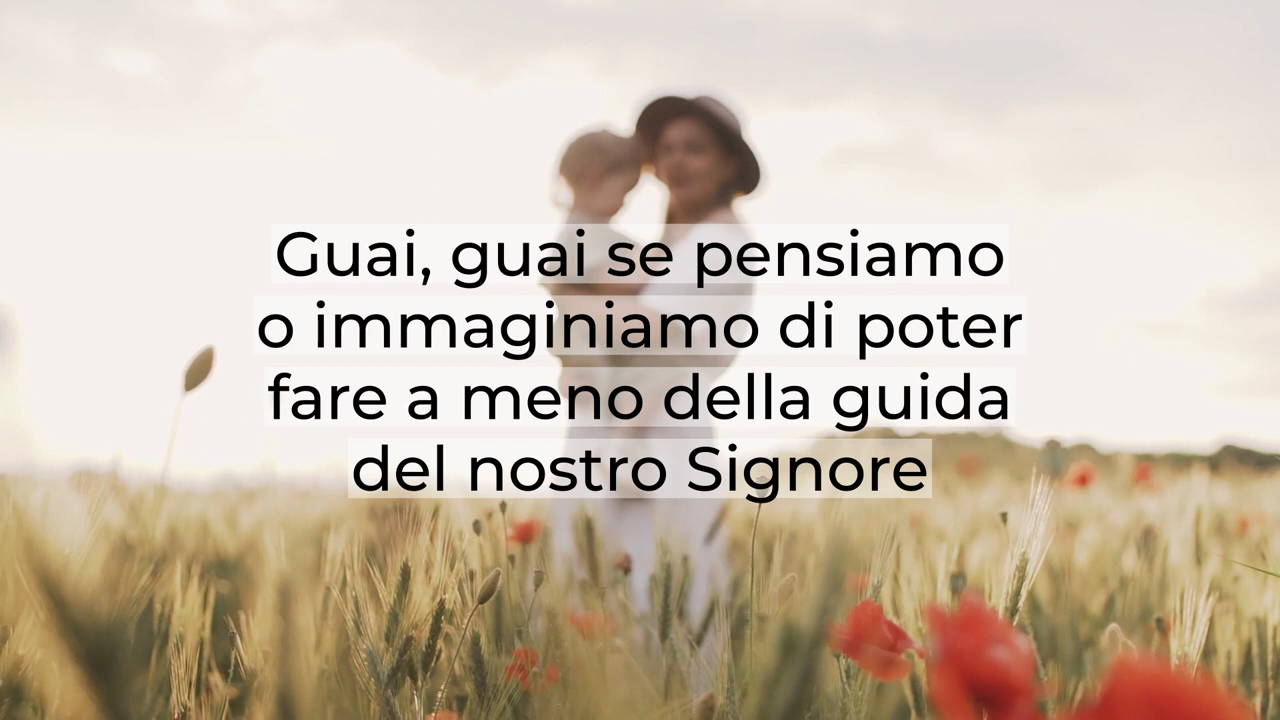 Guai, guai se pensiamo
o immaginiamo di poter
fare a meno della guida
del nostro Signore